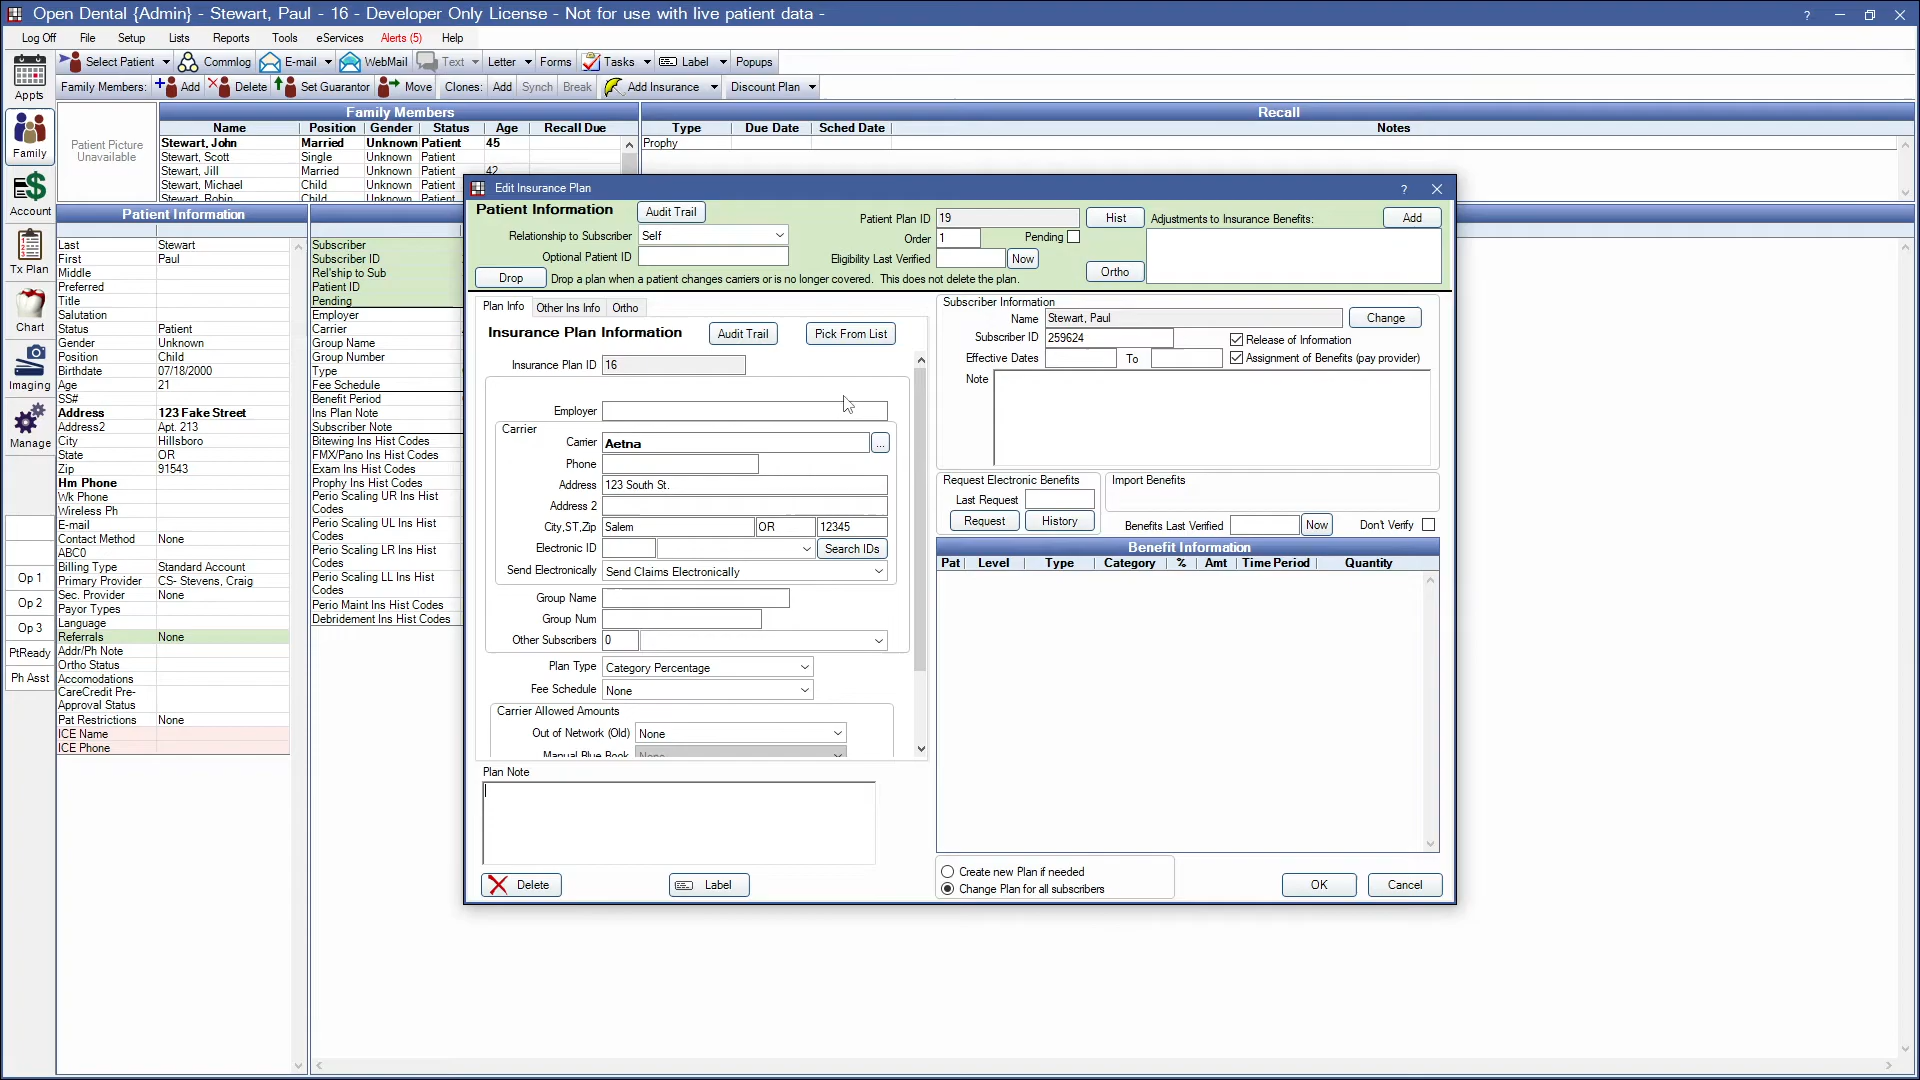 Open Dental {Admin} - Stewart, Paul - 16 - Developer Only License - Not for use with live patient data -
Log Off File Setup Lists Reports Tools eServices Alerts (5) Help
Select Patient Commlog E-mail WebMail Text Letter Forms Tasks Label Popups
Family Members: Add Delete Set Guarantor Move Clones: Add Synch Break Add Insurance Discount Plan
Appts
Family
Account
Tx Plan
Chart
Imaging
Manage
Op 1
Op 2
Op 3
PtReady
Ph Asst
Patient Picture
Unavailable
Family Members
Name Position Gender Status Age Recall Due
Stewart, John Married Unknown Patient 45
Stewart, Scott Single Unknown Patient
Stewart, Jill Married Unknown Patient 42
Stewart, Michael Child Unknown Patient
Stewart, Robin Child Unknown Patient
Recall
Type Due Date Sched Date Notes
Prophy
Patient Information
Last Stewart
First Paul
Middle
Preferred
Title
Salutation
Status Patient
Gender Unknown
Position Child
Birthdate 07/18/2000
Age 21
SS#
Address 123 Fake Street
Address2 Apt. 213
City Hillsboro
State OR
Zip 91543
Hm Phone
Wk Phone
Wireless Ph
E-mail
Contact Method None
ABC0
Billing Type Standard Account
Primary Provider CS- Stevens, Craig
Sec. Provider None
Payor Types
Language
Referrals None
Addr/Ph Note
Ortho Status
Accomodations
CareCredit Pre-
Approval Status
Pat Restrictions None
ICE Name
ICE Phone
Subscriber
Subscriber ID
Rel'ship to Sub
Patient ID
Pending
Employer
Carrier
Group Name
Group Number
Type
Fee Schedule
Benefit Period
Ins Plan Note
Subscriber Note
Bitewing Ins Hist Codes
FMX/Pano Ins Hist Codes
Exam Ins Hist Codes
Prophy Ins Hist Codes
Perio Scaling UR Ins Hist
Codes
Perio Scaling UL Ins Hist
Codes
Perio Scaling LR Ins Hist
Codes
Perio Scaling LL Ins Hist
Codes
Perio Maint Ins Hist Codes
Debridement Ins Hist Codes
Edit Insurance Plan
Patient Information Audit Trail
Relationship to Subscriber Self
Optional Patient ID
Drop Drop a plan when a patient changes carriers or is no longer covered. This does not delete the plan.
Patient Plan ID 19 Hist
Order 1 Pending
Eligibility Last Verified Now
Ortho
Adjustments to Insurance Benefits: Add
Plan Info Other Ins Info Ortho
Insurance Plan Information Audit Trail Pick From List
Insurance Plan ID 16
Employer
Carrier
Carrier Aetna ...
Phone
Address 123 South St.
Address 2
City,ST,Zip Salem OR 12345
Electronic ID Search IDs
Send Electronically Send Claims Electronically
Group Name
Group Num
Other Subscribers 0
Plan Type Category Percentage
Fee Schedule None
Carrier Allowed Amounts
Out of Network (Old) None
Manual Blue Book None
Plan Note
Delete Label
Subscriber Information
Name Stewart, Paul Change
Subscriber ID 259624 Release of Information
Effective Dates To Assignment of Benefits (pay provider)
Note
Request Electronic Benefits
Last Request
Request History
Import Benefits
Benefits Last Verified Now Don't Verify
Benefit Information
Pat Level Type Category % Amt Time Period Quantity
Create new Plan if needed
Change Plan for all subscribers
OK Cancel